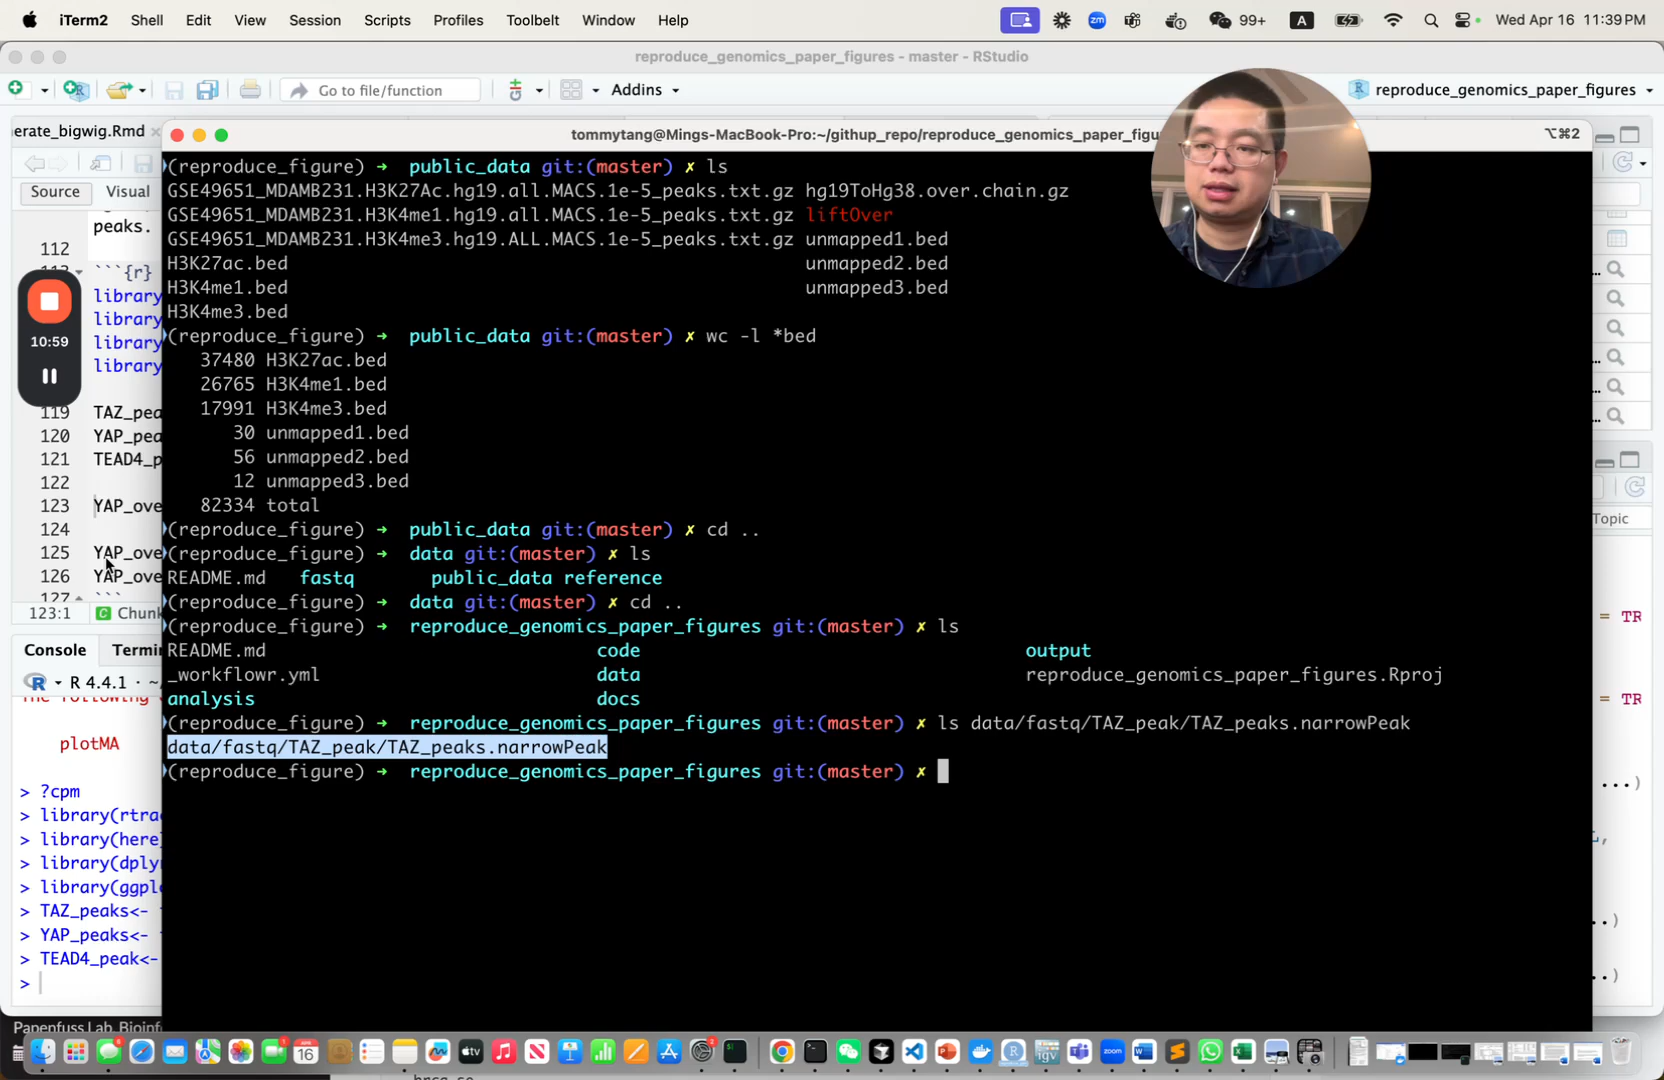 iTerm2 Shell Edit View Session Scripts Profiles Toolbelt Window Help 99+ A Wed Apr 16 11:39 PM
reproduce_genomics_paper_figures - master - RStudio
Go to file/function Addins reproduce_genomics_paper_figures
erate_bigwig.Rmd
tommytang@Mings-MacBook-Pro:~/githup_repo/reproduce_genomics_paper_figu
⌥⌘2
Source Visual
peaks.
112
113 ```{r}
library
library
library
library
10:59
119 TAZ_pea
120 YAP_pea
121 TEAD4_p
122
123 YAP_ove
124
125 YAP_ove
126 YAP_ove
127 ```
123:1 Chunk
Console Termin
R 4.4.1 · ~/
The following
plotMA
> ?cpm
> library(rtra
> library(here)
> library(dplyr
> library(ggplo
> TAZ_peaks<-
> YAP_peaks<-
> TEAD4_peak<-
>
(reproduce_figure) → public_data git:(master) ✗ ls
GSE49651_MDAMB231.H3K27Ac.hg19.all.MACS.1e-5_peaks.txt.gz hg19ToHg38.over.chain.gz
GSE49651_MDAMB231.H3K4me1.hg19.all.MACS.1e-5_peaks.txt.gz liftOver
GSE49651_MDAMB231.H3K4me3.hg19.ALL.MACS.1e-5_peaks.txt.gz unmapped1.bed
H3K27ac.bed unmapped2.bed
H3K4me1.bed unmapped3.bed
H3K4me3.bed
(reproduce_figure) → public_data git:(master) ✗ wc -l *bed
37480 H3K27ac.bed
26765 H3K4me1.bed
17991 H3K4me3.bed
30 unmapped1.bed
56 unmapped2.bed
12 unmapped3.bed
82334 total
(reproduce_figure) → public_data git:(master) ✗ cd ..
(reproduce_figure) → data git:(master) ✗ ls
README.md fastq public_data reference
(reproduce_figure) → data git:(master) ✗ cd ..
(reproduce_figure) → reproduce_genomics_paper_figures git:(master) ✗ ls
README.md code output
_workflowr.yml data reproduce_genomics_paper_figures.Rproj
analysis docs
(reproduce_figure) → reproduce_genomics_paper_figures git:(master) ✗ ls data/fastq/TAZ_peak/TAZ_peaks.narrowPeak
data/fastq/TAZ_peak/TAZ_peaks.narrowPeak
(reproduce_figure) → reproduce_genomics_paper_figures git:(master) ✗
Topic
= TR
= TR
...)
..)
..)
Papenfuss Lab, Bioinf